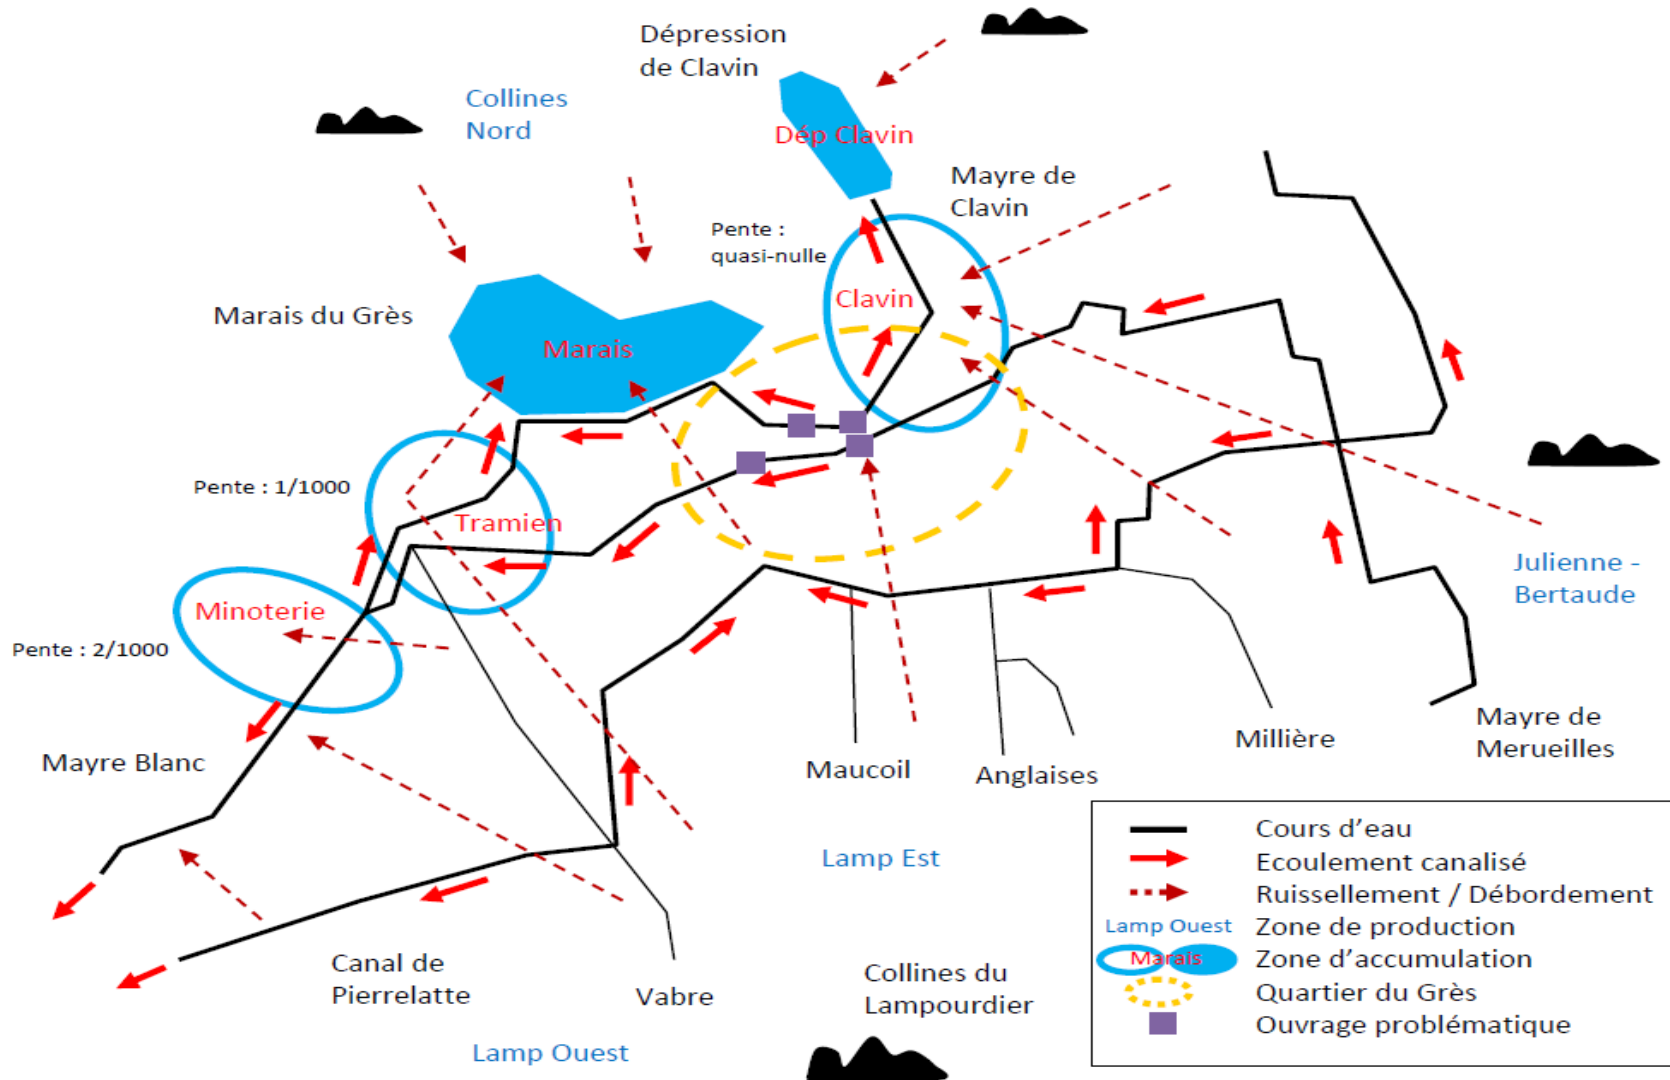 Dépression
de Clavin
Collines
Nord
Dép Clavin
Mayre de
Clavin
Pente :
quasi-nulle
Clavin
Marais du Grès
Marais
Pente : 1/1000
Tramien
Julienne -
Bertaude
Minoterie
Pente : 2/1000
Mayre Blanc
Maucoil
Anglaises
Millière
Mayre de
Merueilles
Lamp Est
Canal de
Pierrelatte
Vabre
Collines du
Lampourdier
Lamp Ouest
Cours d'eau
Ecoulement canalisé
Ruissellement / Débordement
Lamp Ouest Zone de production
Marais Zone d'accumulation
Quartier du Grès
Ouvrage problématique